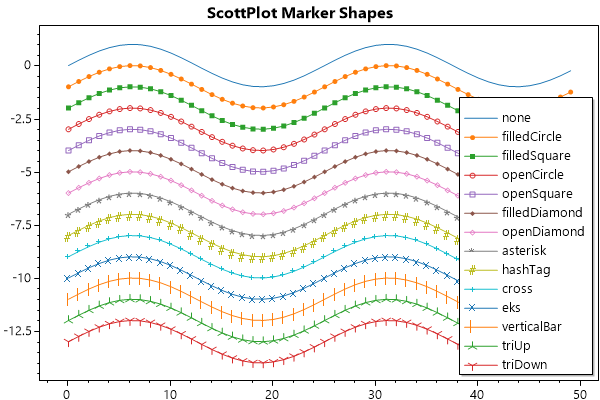 ScottPlot Marker Shapes
0
-2.5
-5
-7.5
-10
-12.5
none
filledCircle
filledSquare
openCircle
openSquare
filledDiamond
openDiamond
asterisk
hashTag
cross
eks
verticalBar
triUp
triDown
0
10
20
30
40
50